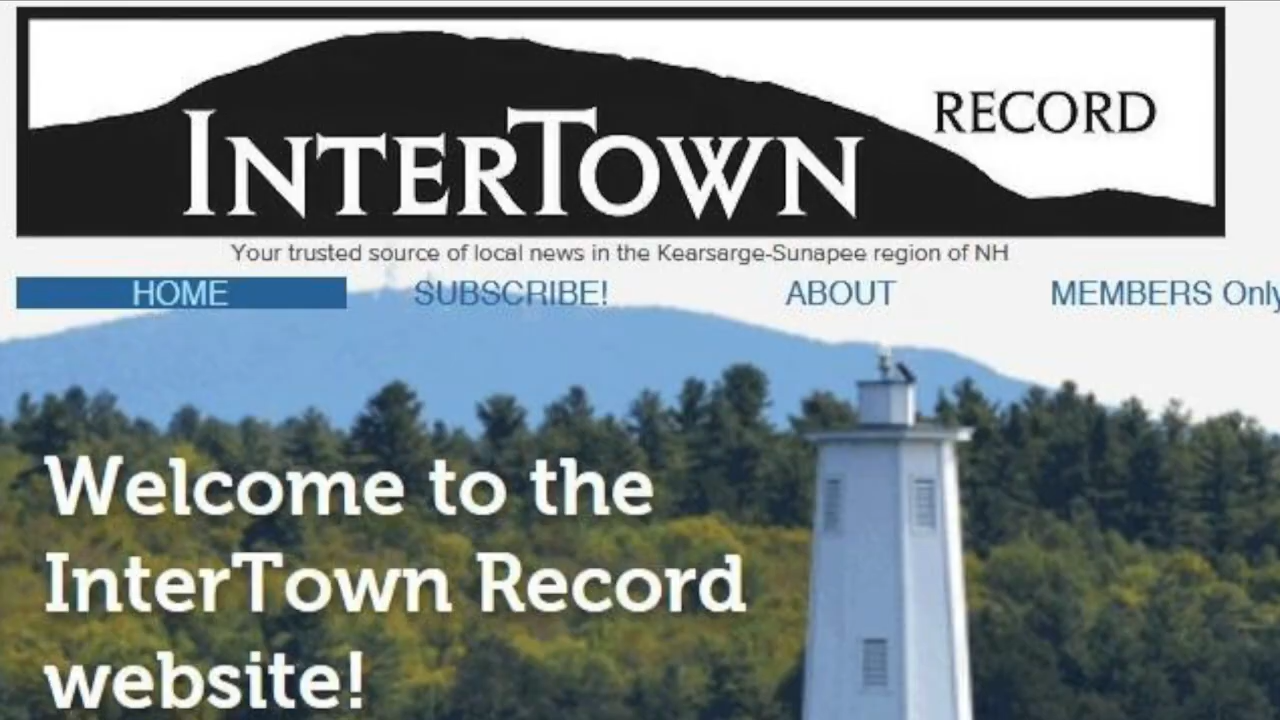 INTERTOWN
RECORD
Your trusted source of local news in the Kearsarge-Sunapee region of NH
HOME SUBSCRIBE! ABOUT MEMBERS Only
Welcome to the
InterTown Record
website!